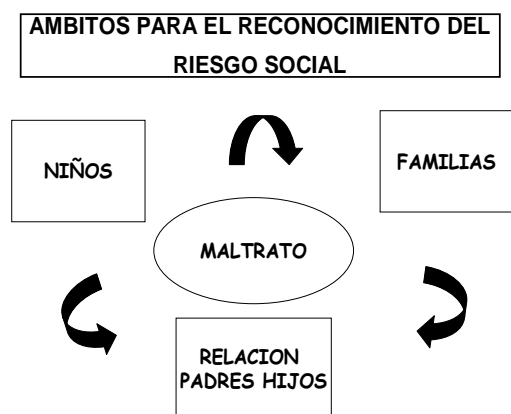 AMBITOS PARA EL RECONOCIMIENTO DEL
RIESGO SOCIAL
NIÑOS
FAMILIAS
MALTRATO
RELACION
PADRES HIJOS